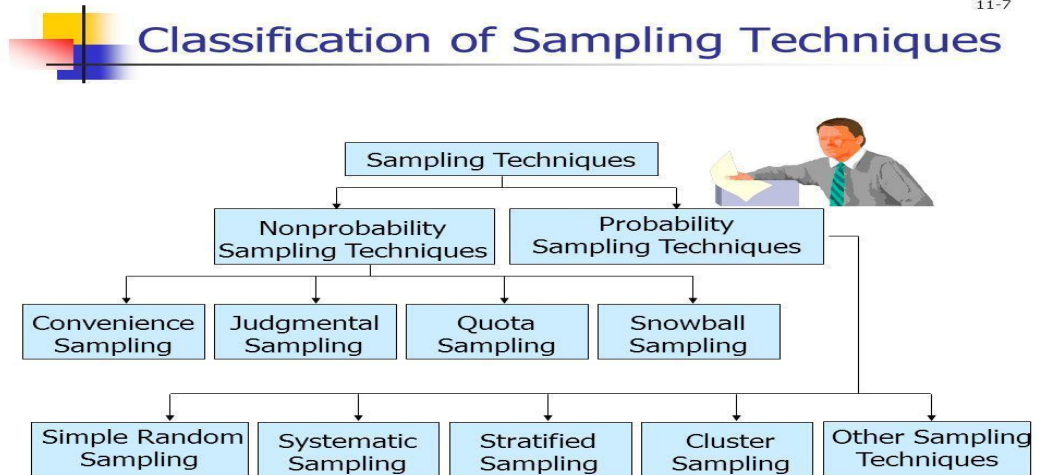 11-7
Classification of Sampling Techniques
Sampling Techniques
Nonprobability
Sampling Techniques
Probability
Sampling Techniques
Convenience
Sampling
Judgmental
Sampling
Quota
Sampling
Snowball
Sampling
Simple Random
Sampling
Systematic
Sampling
Stratified
Sampling
Cluster
Sampling
Other Sampling
Techniques